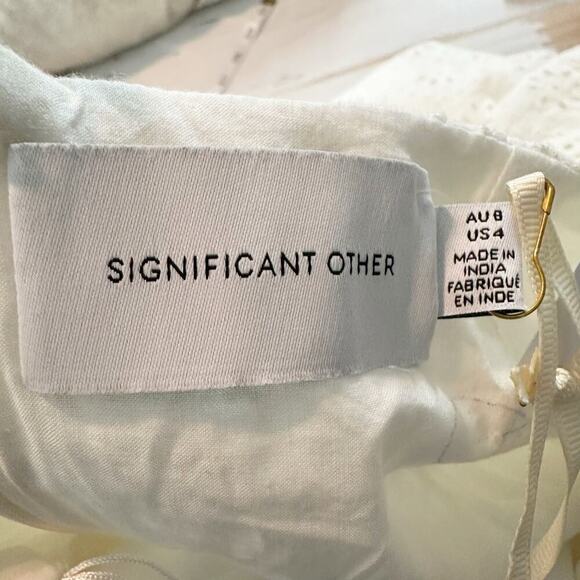 SIGNIFICANT OTHER
AU 8
US 4
MADE IN
INDIA
FABRIQUÉ
EN INDE